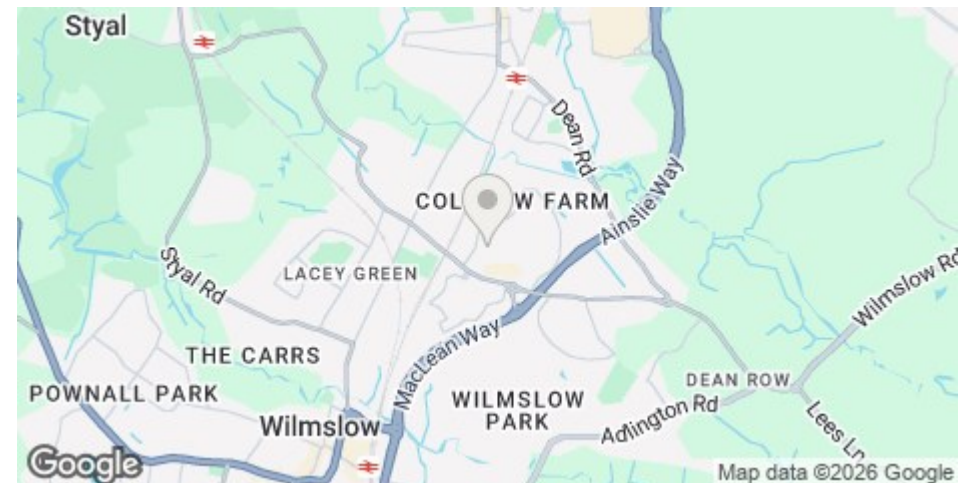 Styal
Dean Rd
COL
W FARM
Ainslie Way
Styal Rd
LACEY GREEN
Wilmslow Rd
MacLean Way
THE CARRS
DEAN ROW
POWNALL PARK
WILMSLOW
PARK
Wilmslow
Adlington Rd
Lees Ln
Google
Map data ©2026 Google